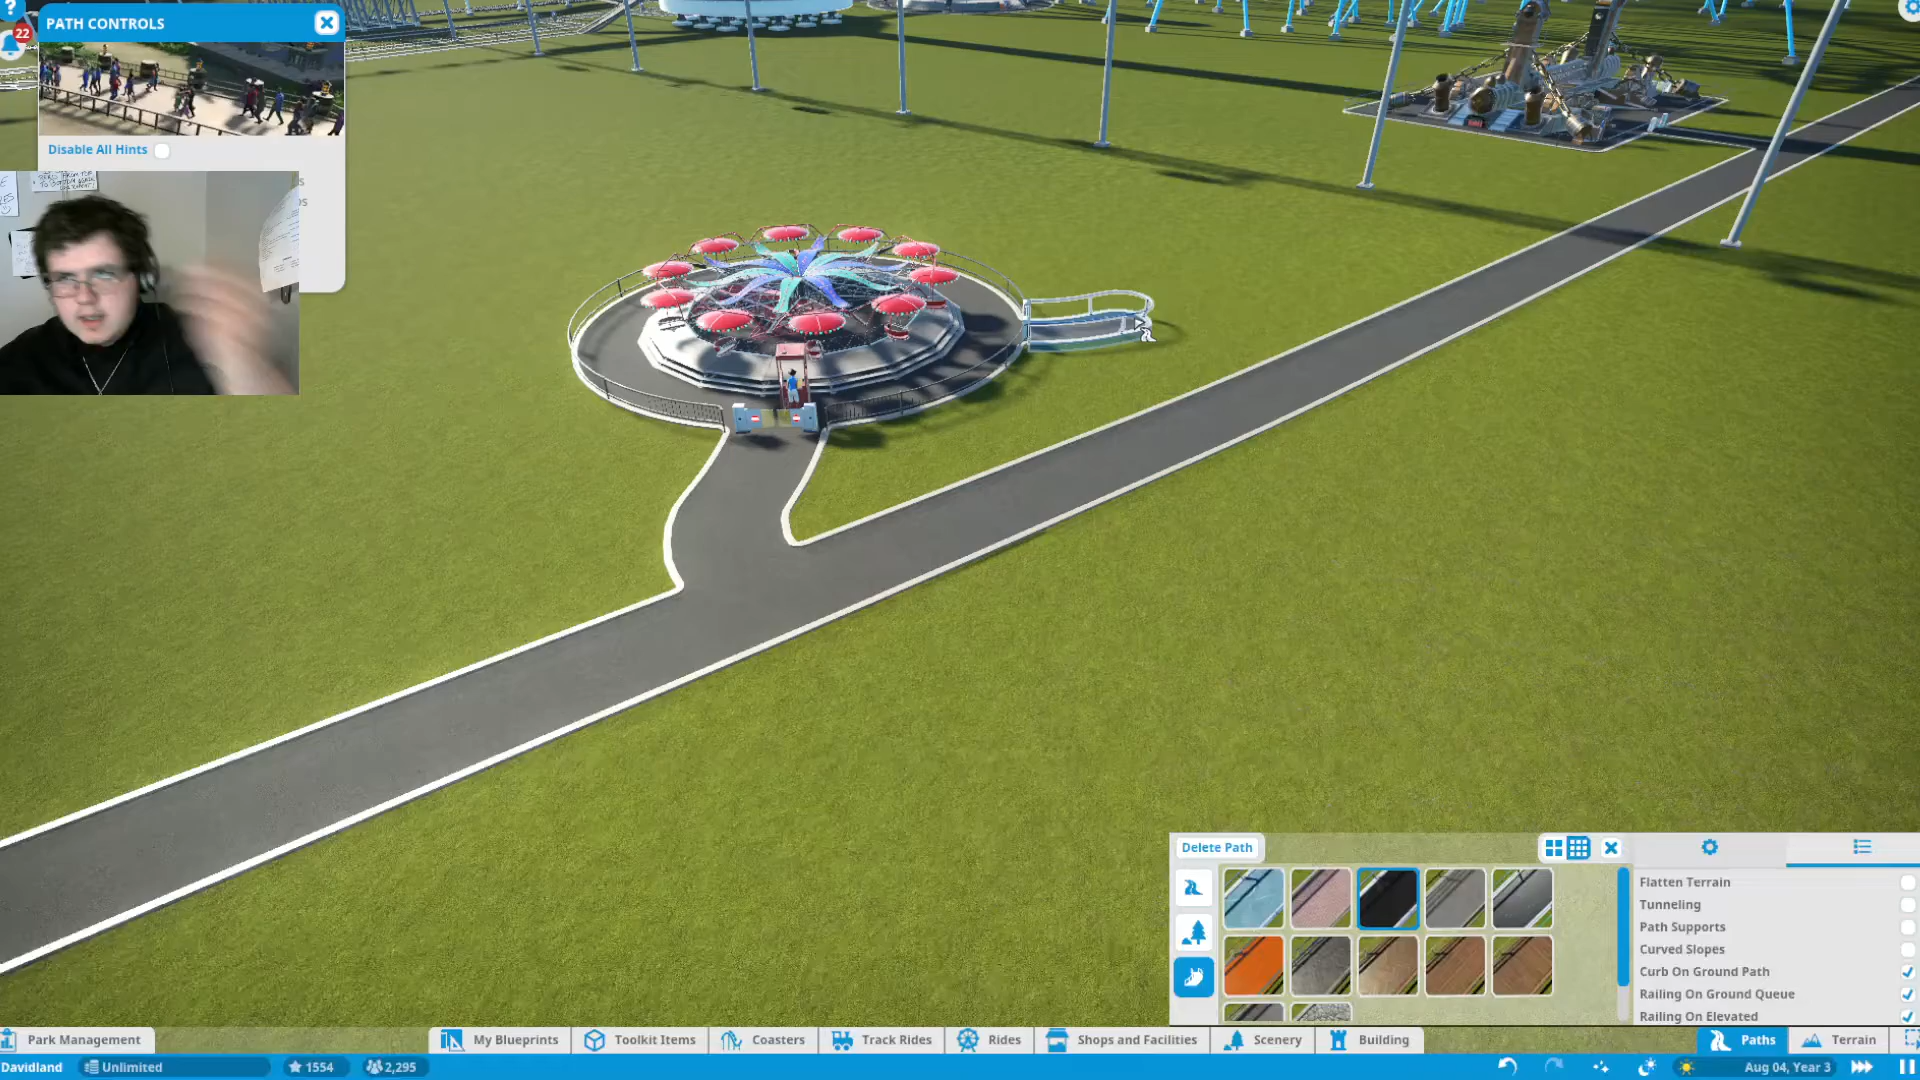 22
PATH CONTROLS
Disable All Hints
Delete Path
Flatten Terrain
Tunneling
Path Supports
Curved Slopes
Curb On Ground Path
Railing On Ground Queue
Railing On Elevated
Park Management
My Blueprints
Toolkit Items
Coasters
Track Rides
Rides
Shops and Facilities
Scenery
Building
Paths
Terrain
Davidland
Unlimited
1554
2,295
Aug 04, Year 3